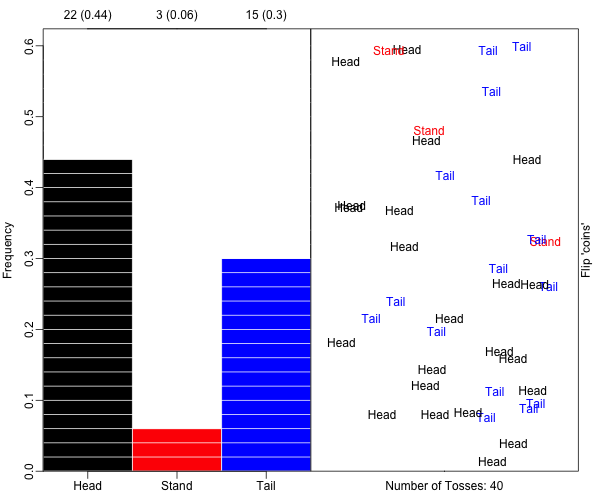 22 (0.44) 3 (0.06) 15 (0.3)
0.6
0.5
0.4
0.3
0.2
0.1
0.0
Frequency
Head Stand Tail
Stand
Head
Tail
Tail
Head
Tail
Stand
Head
Head
Tail
Tail
Head
Head
Head
Tail
Stand
Head
Tail
Head
Head
Tail
Tail
Tail
Head
Tail
Head
Head
Head
Head
Head
Tail
Head
Tail
Tail
Head
Head
Head
Tail
Head
Head
Flip 'coins'
Number of Tosses: 40